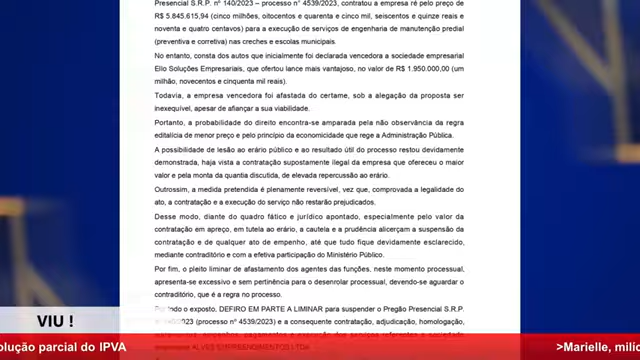 Presencial S.R.P. nº 140/2023 – processo nº 4539/2023, contratou a empresa ré pelo preço de
R$ 5.845.615,94 (cinco milhões, oitocentos e quarenta e cinco mil, seiscentos e quinze reais e
noventa e quatro centavos) para a execução de serviços de engenharia de manutenção predial
(preventiva e corretiva) nas creches e escolas municipais.
No entanto, consta dos autos que inicialmente foi declarada vencedora a sociedade empresarial
Ello Soluções Empresariais, que ofertou lance mais vantajoso, no valor de R$ 1.950.000,00 (um
milhão, novecentos e cinquenta mil reais).
Todavia, a empresa vencedora foi afastada do certame, sob a alegação da proposta ser
inexequível, apesar de afiançar a sua viabilidade.
Portanto, a probabilidade do direito encontra-se amparada pela não observância da regra
editalícia de menor preço e pelo princípio da economicidade que rege a Administração Pública.
A possibilidade de lesão ao erário público e ao resultado útil do processo restou devidamente
demonstrada, haja vista a contratação supostamente ilegal da empresa que ofereceu o maior
valor e pela monta da quantia discutida, de elevada repercussão ao erário.
Outrossim, a medida pretendida é plenamente reversível, vez que, comprovada a legalidade do
ato, a contratação e a execução do serviço não restarão prejudicados.
Desse modo, diante do quadro fático e jurídico apontado, especialmente pelo valor da
contratação em apreço, em tutela ao erário, a cautela e a prudência alicerçam a suspensão da
contratação e de qualquer ato de empenho, até que tudo fique devidamente esclarecido,
mediante contraditório e com a efetiva participação do Ministério Público.
Por fim, o pleito liminar de afastamento dos agentes das funções, neste momento processual,
apresenta-se excessivo e sem pertinência para o desenrolar processual, devendo-se aguardar o
contraditório, que é a regra no processo.
Por todo o exposto, DEFIRO EM PARTE A LIMINAR para suspender o Pregão Presencial S.R.P.
(processo nº 4539/2023) e a consequente contratação, adjudicação, homologação,
ALVES EMPREENDIMENTOS LTDA
VIU !
olução parcial do IPVA
>Marielle, milic